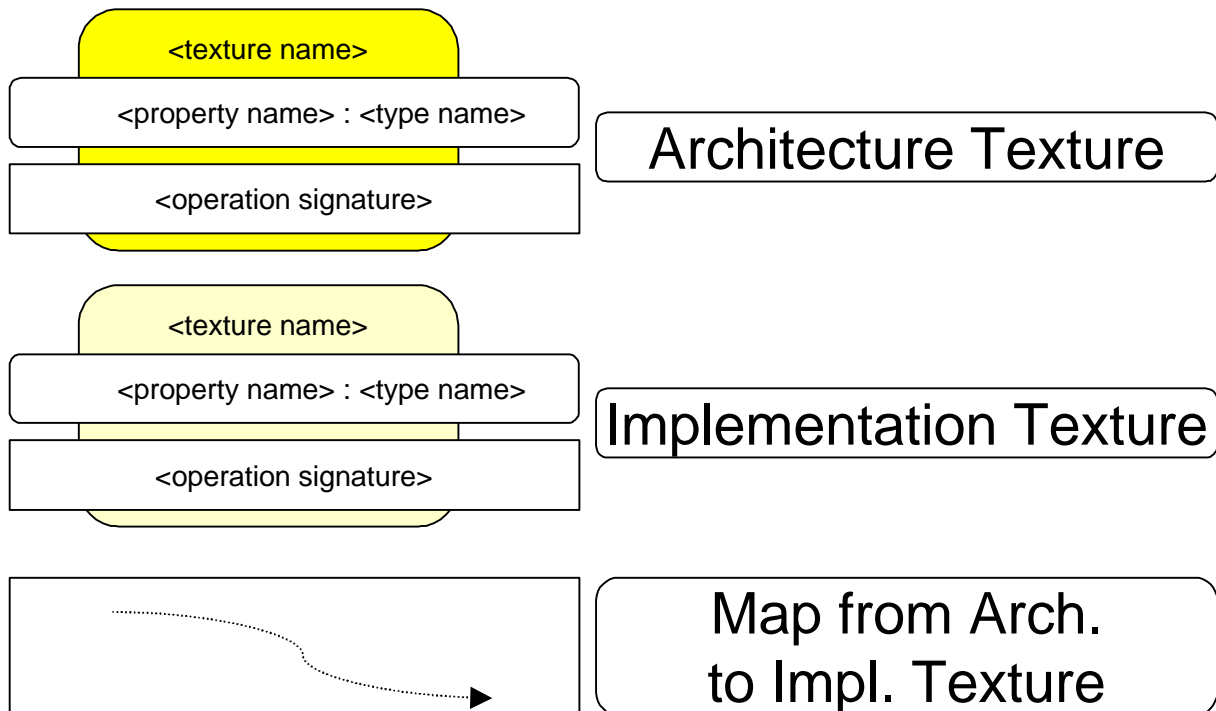 <texture name>
<property name> : <type name>
<operation signature>
Architecture Texture
<texture name>
<property name> : <type name>
<operation signature>
Implementation Texture
Map from Arch.
to Impl. Texture